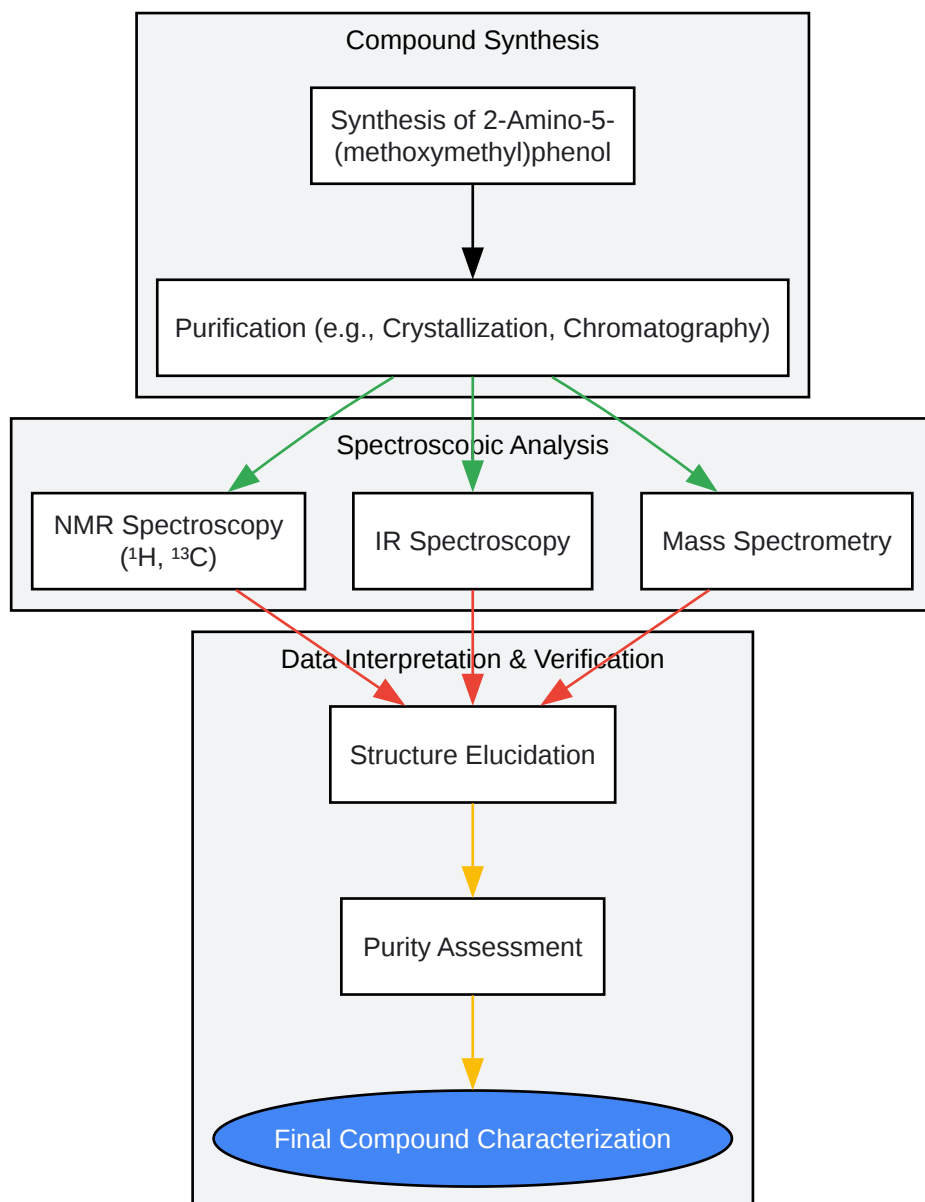 Compound Synthesis
Synthesis of 2-Amino-5-
(methoxymethyl)phenol
Purification (e.g., Crystallization, Chromatography)
Spectroscopic Analysis
NMR Spectroscopy
(¹H, ¹³C)
IR Spectroscopy
Mass Spectrometry
Data Interpretation & Verification
Structure Elucidation
Purity Assessment
Final Compound Characterization